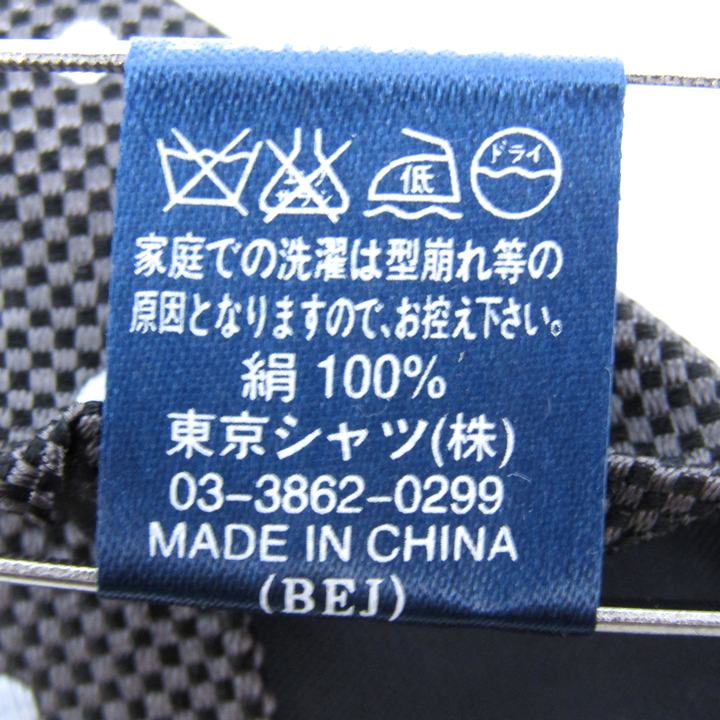 低
ドライ
家庭での洗濯は型崩れ等の
原因となりますので、お控え下さい。
絹 100%
東京シャツ(株)
03-3862-0299
MADE IN CHINA
(BEJ)